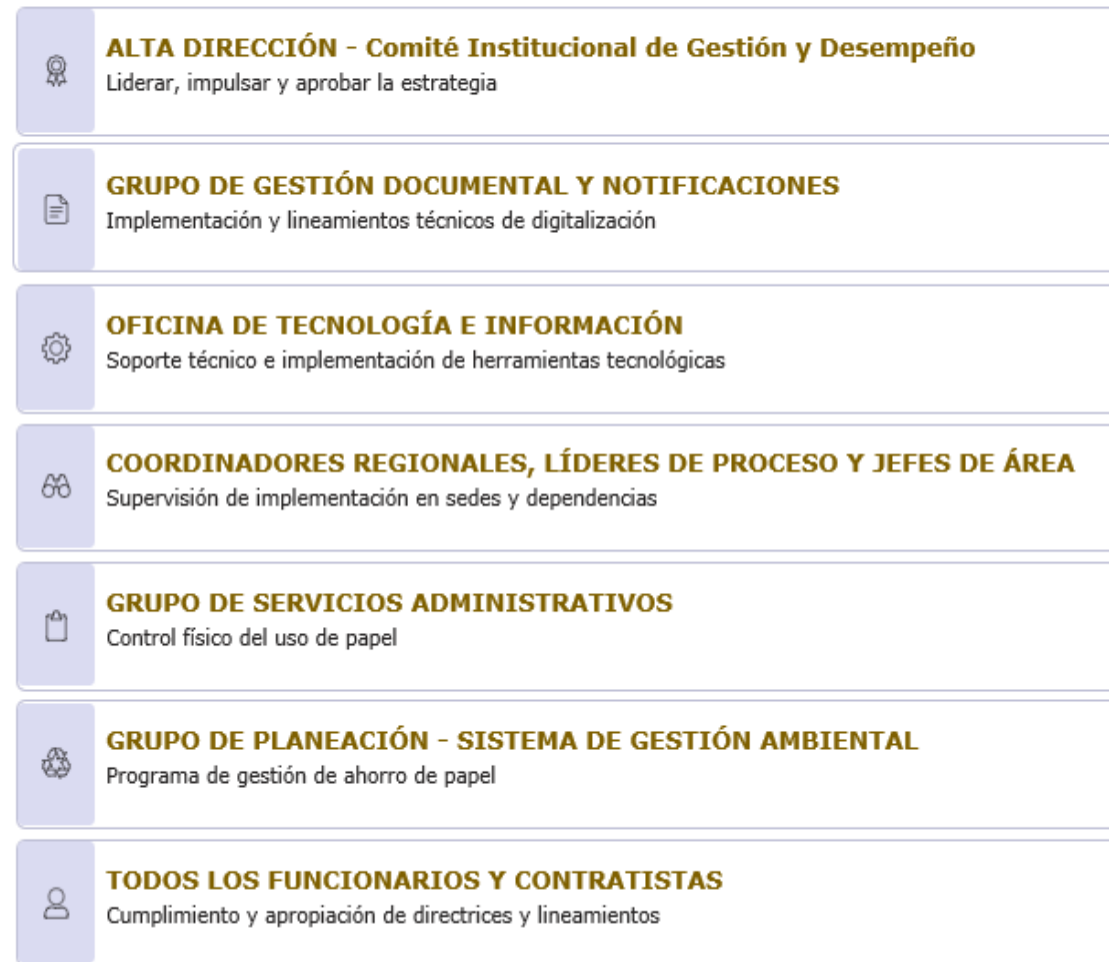 ALTA DIRECCIÓN - Comité Institucional de Gestión y Desempeño
Liderar, impulsar y aprobar la estrategia
GRUPO DE GESTIÓN DOCUMENTAL Y NOTIFICACIONES
Implementación y lineamientos técnicos de digitalización
OFICINA DE TECNOLOGÍA E INFORMACIÓN
Soporte técnico e implementación de herramientas tecnológicas
COORDINADORES REGIONALES, LÍDERES DE PROCESO Y JEFES DE ÁREA
Supervisión de implementación en sedes y dependencias
GRUPO DE SERVICIOS ADMINISTRATIVOS
Control físico del uso de papel
GRUPO DE PLANEACIÓN - SISTEMA DE GESTIÓN AMBIENTAL
Programa de gestión de ahorro de papel
TODOS LOS FUNCIONARIOS Y CONTRATISTAS
Cumplimiento y apropiación de directrices y lineamientos